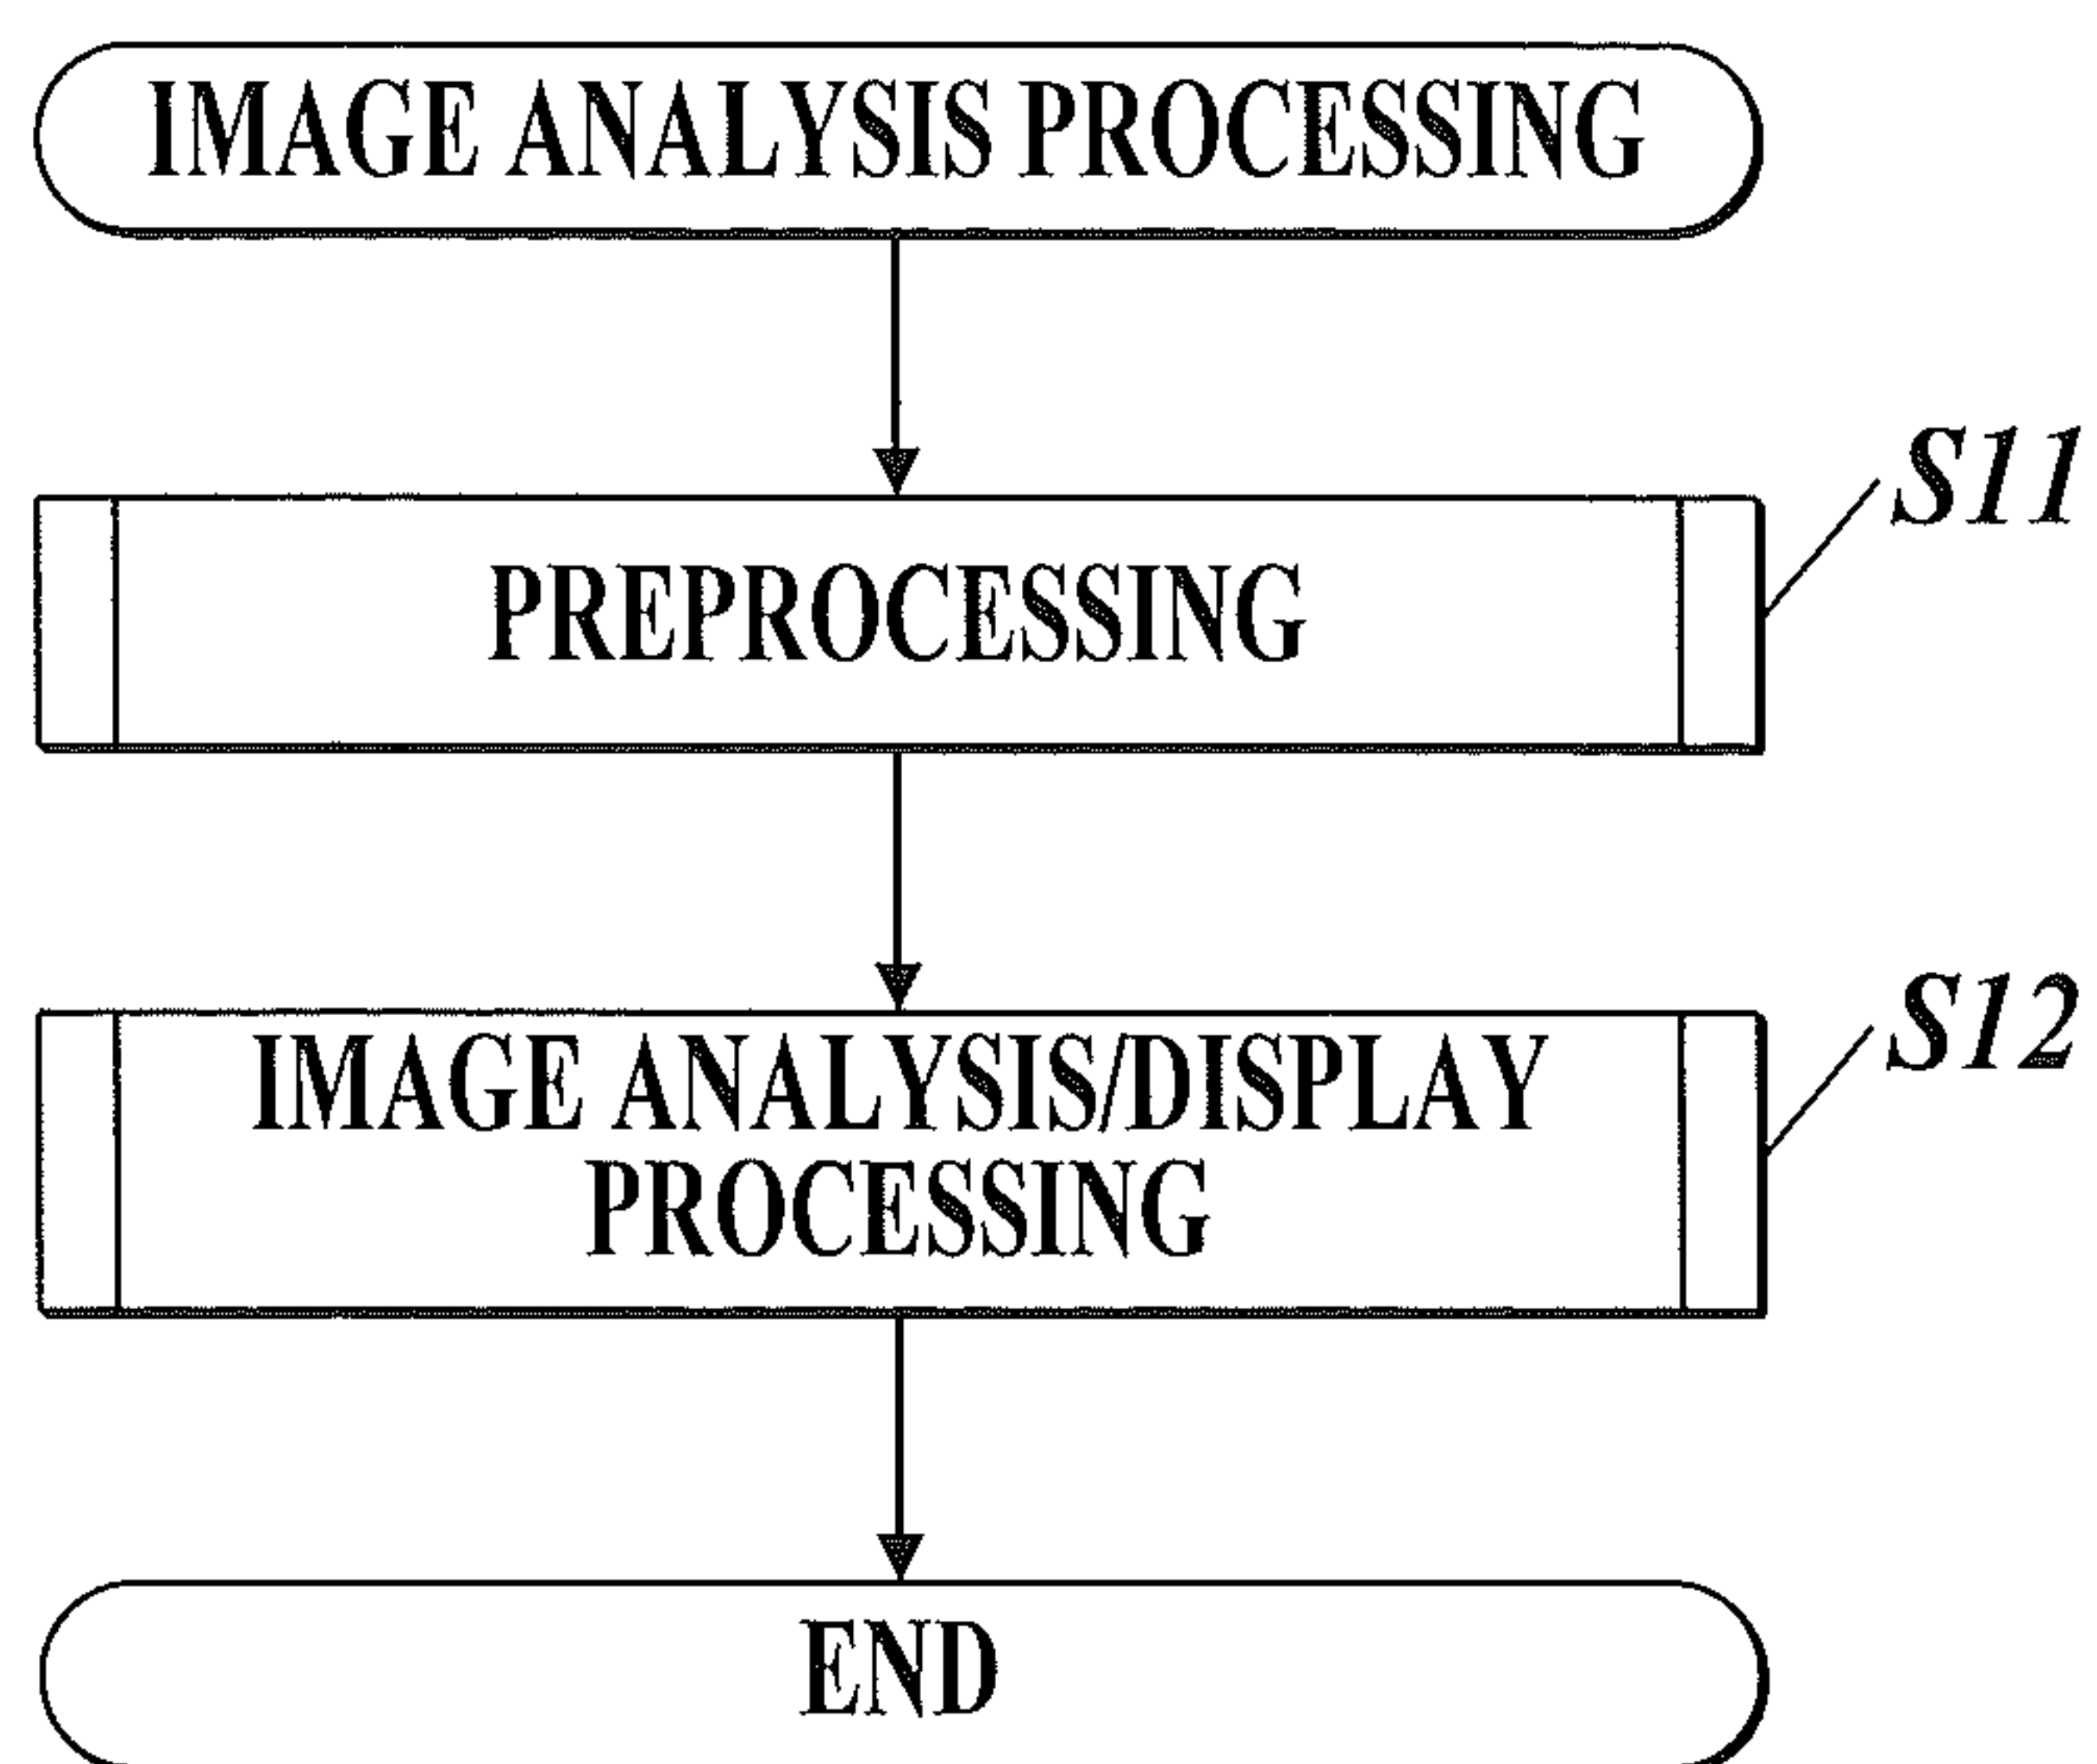 IMAGE ANALYSIS PROCESSING
S11
PREPROCESSING
S12
IMAGE ANALYSIS/DISPLAY
PROCESSING
END